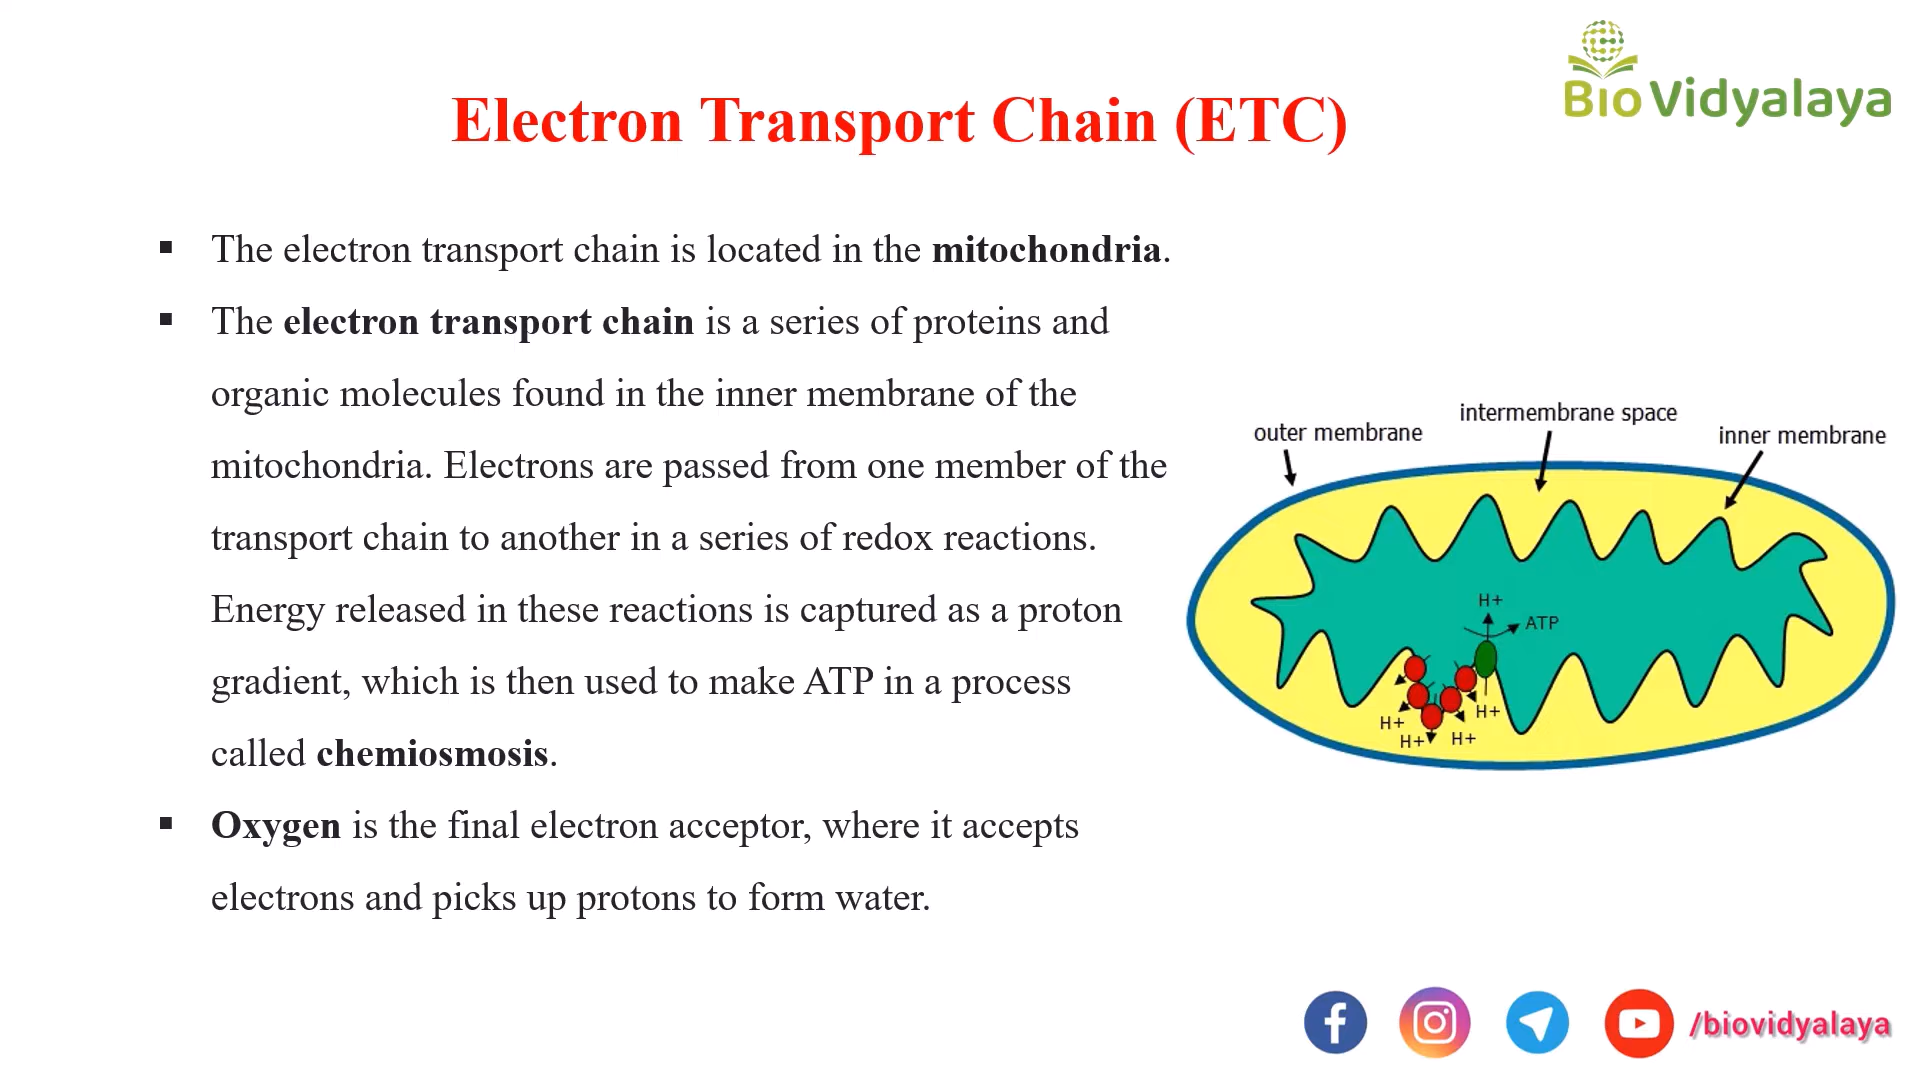 Bio Vidyalaya
Electron Transport Chain (ETC)
▪ The electron transport chain is located in the mitochondria.
▪ The electron transport chain is a series of proteins and
organic molecules found in the inner membrane of the
mitochondria. Electrons are passed from one member of the
transport chain to another in a series of redox reactions.
Energy released in these reactions is captured as a proton
gradient, which is then used to make ATP in a process
called chemiosmosis.
▪ Oxygen is the final electron acceptor, where it accepts
electrons and picks up protons to form water.
outer membrane
intermembrane space
inner membrane
H+
ATP
H+
H+
H+
H+
/biovidyalaya